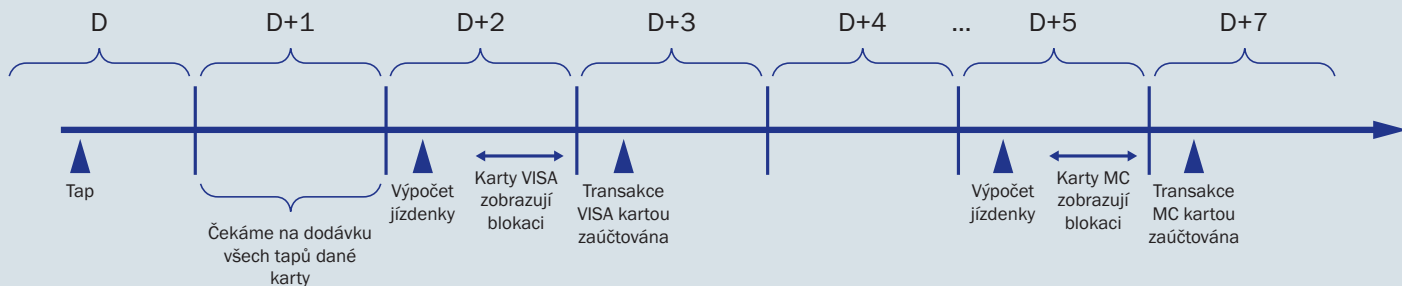 D
D+1
D+2
D+3
D+4
...
D+5
D+7
Tap
Čekáme na dodávku
všech tapů dané
karty
Výpočet
jízdenky
Karty VISA
zobrazují
blokaci
Transakce
VISA kartou
zaúčtována
Výpočet
jízdenky
Karty MC
zobrazují
blokaci
Transakce
MC kartou
zaúčtována